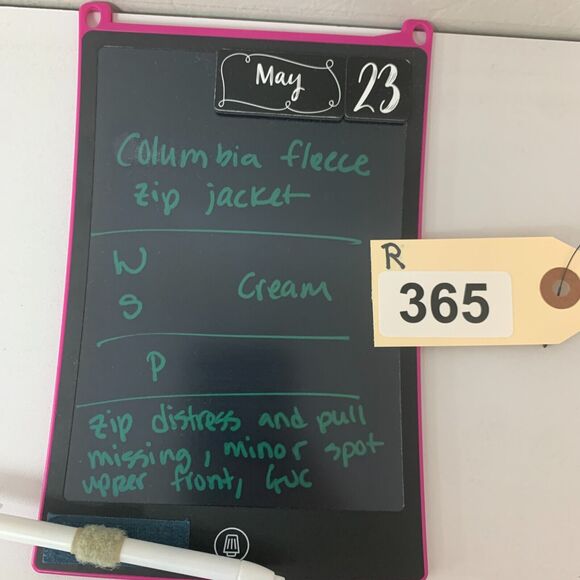 May 23
Columbia fleece
zip jacket
R
365
W
S
Cream
P
zip distress and pull
missing, minor spot
upper front, GUC